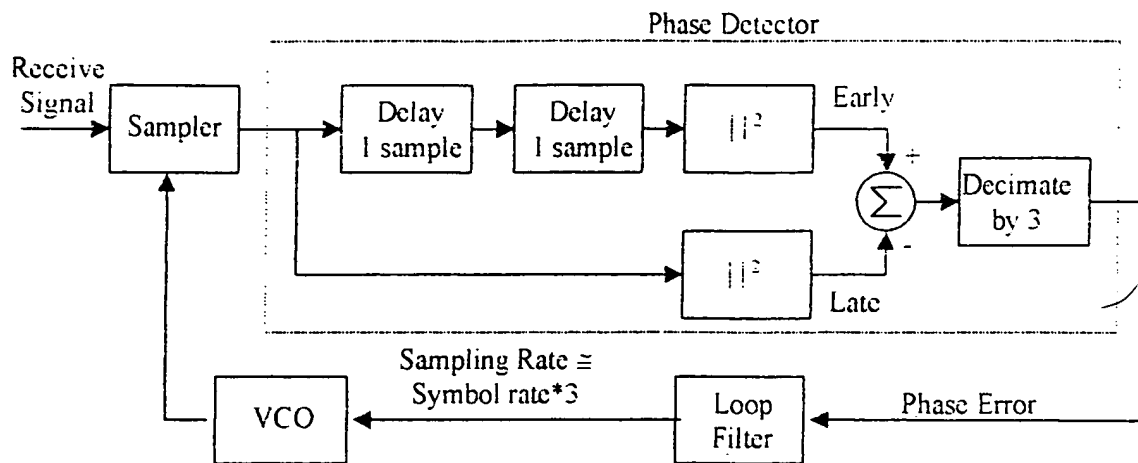 Phase Detector
Receive
Signal
Sampler
Delay
1 sample
Delay
1 sample
||²
Early
+
Σ
Decimate
by 3
-
||²
Late
Sampling Rate ≅
Symbol rate*3
VCO
Loop
Filter
Phase Error